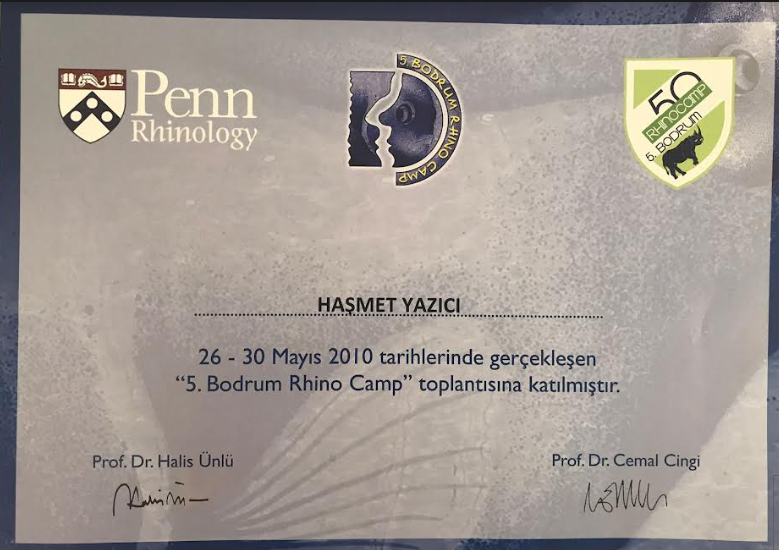 Penn
Rhinology
5. BODRUM RHINO CAMP
50
RHINOCAMP
5. BODRUM
HAŞMET YAZICI
26 - 30 Mayıs 2010 tarihlerinde gerçekleşen
“5. Bodrum Rhino Camp” toplantısına katılmıştır.
Prof. Dr. Halis Ünlü
Prof. Dr. Cemal Cingi